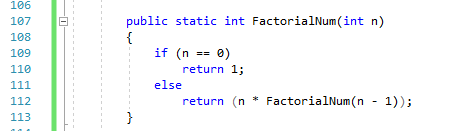 106
107 public static int FactorialNum(int n)
108 {
109 if (n == 0)
110 return 1;
111 else
112 return (n * FactorialNum(n - 1));
113 }